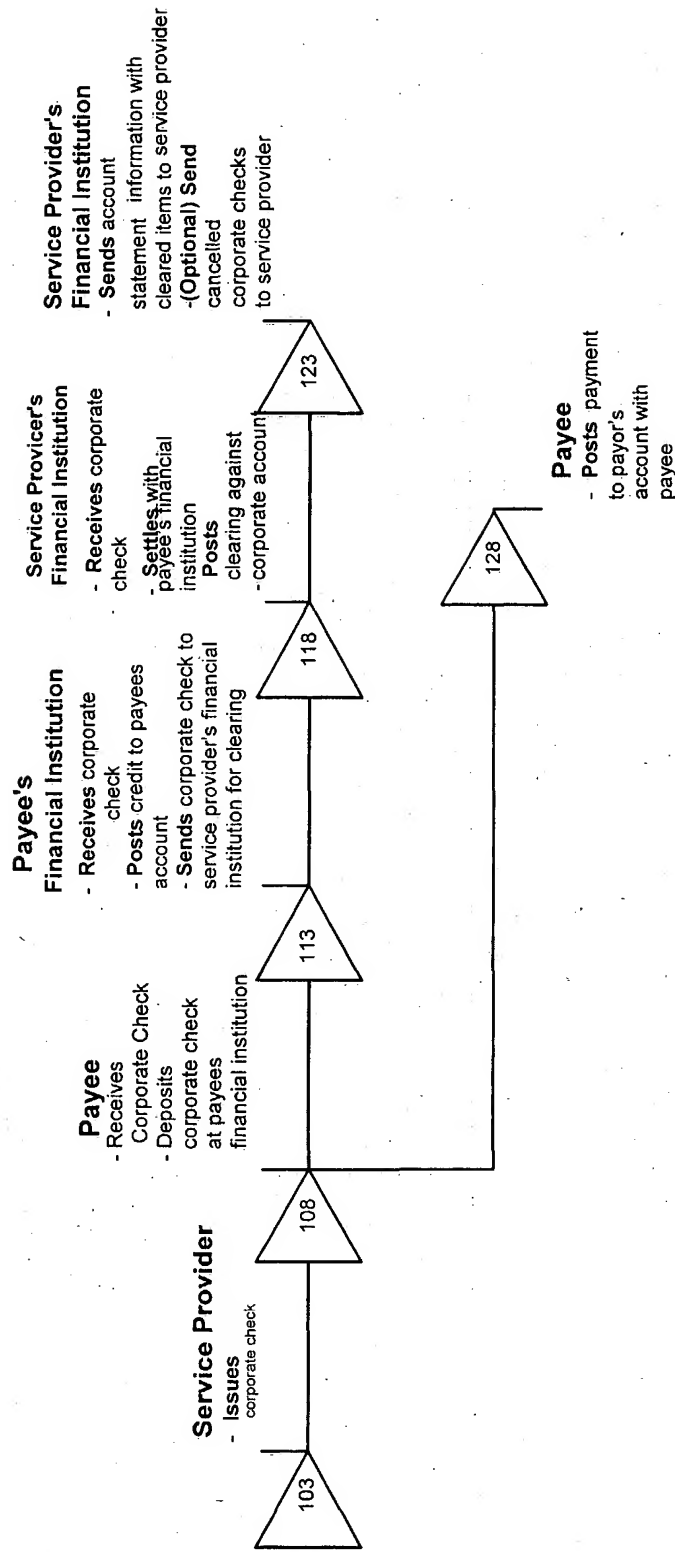 Service Provider
- Issues
corporate check
Payee
- Receives
Corporate Check
- Deposits
corporate check
at payees
financial institution
Payee's
Financial Institution
- Receives corporate
check
- Posts credit to payees
account
- Sends corporate check to
service provider's financial
institution for clearing
Service Provicer's
Financial Institution
- Receives corporate
check
- Settles with
payee's financial
institution
Posts
clearing against
-corporate account
Service Provider's
Financial Institution
- Sends account
statement information with
cleared items to service provider
-(Optional) Send
cancelled
corporate checks
to service provider
103
108
113
118
123
128
Payee
- Posts payment
to payor's
account with
payee